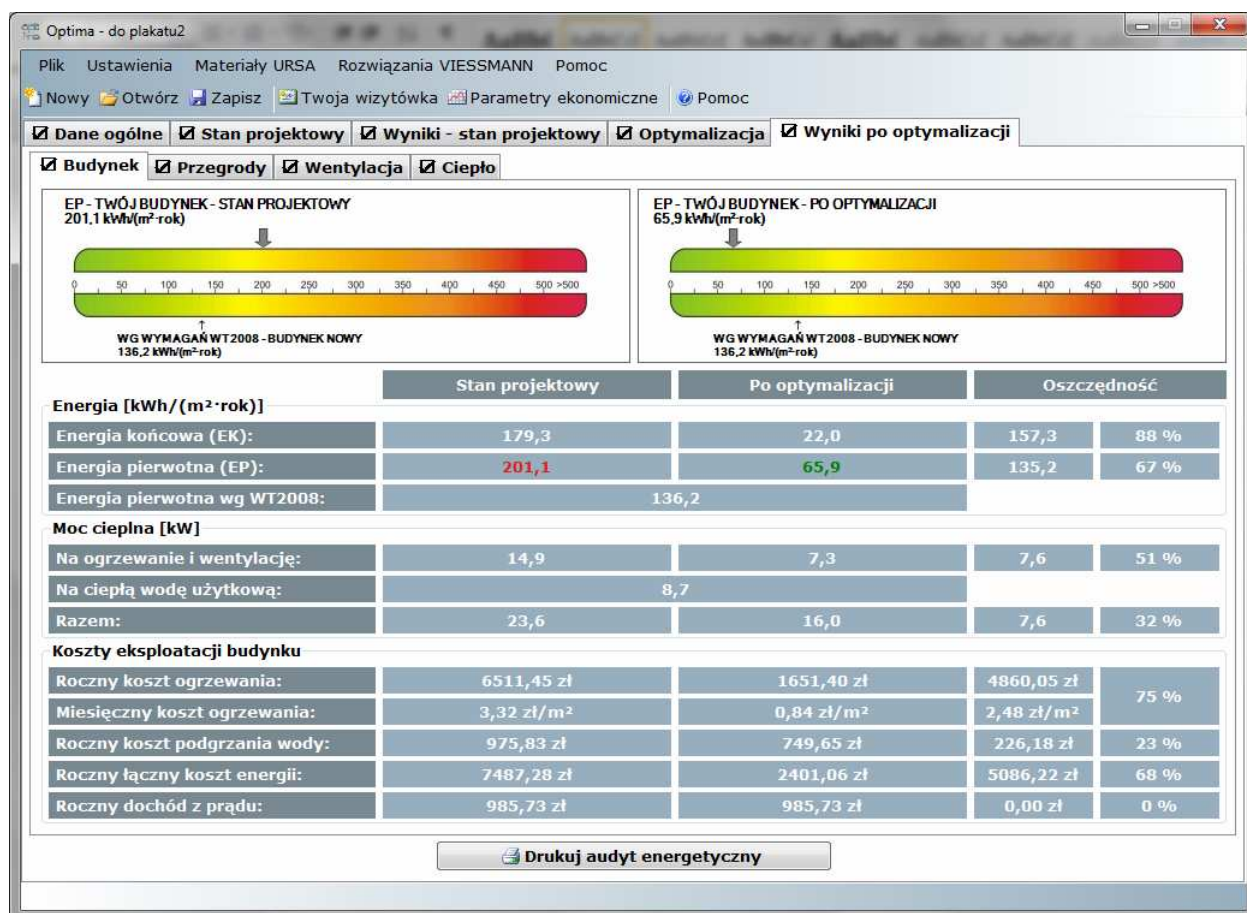 Optima - do plakatu2
Plik Ustawienia Materiały URSA Rozwiązania VIESSMANN Pomoc
Nowy Otwórz Zapisz Twoja wizytówka Parametry ekonomiczne Pomoc
Dane ogólne Stan projektowy Wyniki - stan projektowy Optymalizacja Wyniki po optymalizacji
Budynek Przegrody Wentylacja Ciepło
EP - TWÓJ BUDYNEK - STAN PROJEKTOWY
201,1 kWh/(m²·rok)
0 50 100 150 200 250 300 350 400 450 500 >500
WG WYMAGAŃ WT2008 - BUDYNEK NOWY
136,2 kWh/(m²·rok)
EP - TWÓJ BUDYNEK - PO OPTYMALIZACJI
65,9 kWh/(m²·rok)
0 50 100 150 200 250 300 350 400 450 500 >500
WG WYMAGAŃ WT2008 - BUDYNEK NOWY
136,2 kWh/(m²·rok)
Stan projektowy Po optymalizacji Oszczędność
Energia [kWh/(m²·rok)]
Energia końcowa (EK): 179,3 22,0 157,3 88 %
Energia pierwotna (EP): 201,1 65,9 135,2 67 %
Energia pierwotna wg WT2008: 136,2
Moc cieplna [kW]
Na ogrzewanie i wentylację: 14,9 7,3 7,6 51 %
Na ciepłą wodę użytkową: 8,7
Razem: 23,6 16,0 7,6 32 %
Koszty eksploatacji budynku
Roczny koszt ogrzewania: 6511,45 zł 1651,40 zł 4860,05 zł 75 %
Miesięczny koszt ogrzewania: 3,32 zł/m² 0,84 zł/m² 2,48 zł/m²
Roczny koszt podgrzania wody: 975,83 zł 749,65 zł 226,18 zł 23 %
Roczny łączny koszt energii: 7487,28 zł 2401,06 zł 5086,22 zł 68 %
Roczny dochód z prądu: 985,73 zł 985,73 zł 0,00 zł 0 %
Drukuj audyt energetyczny